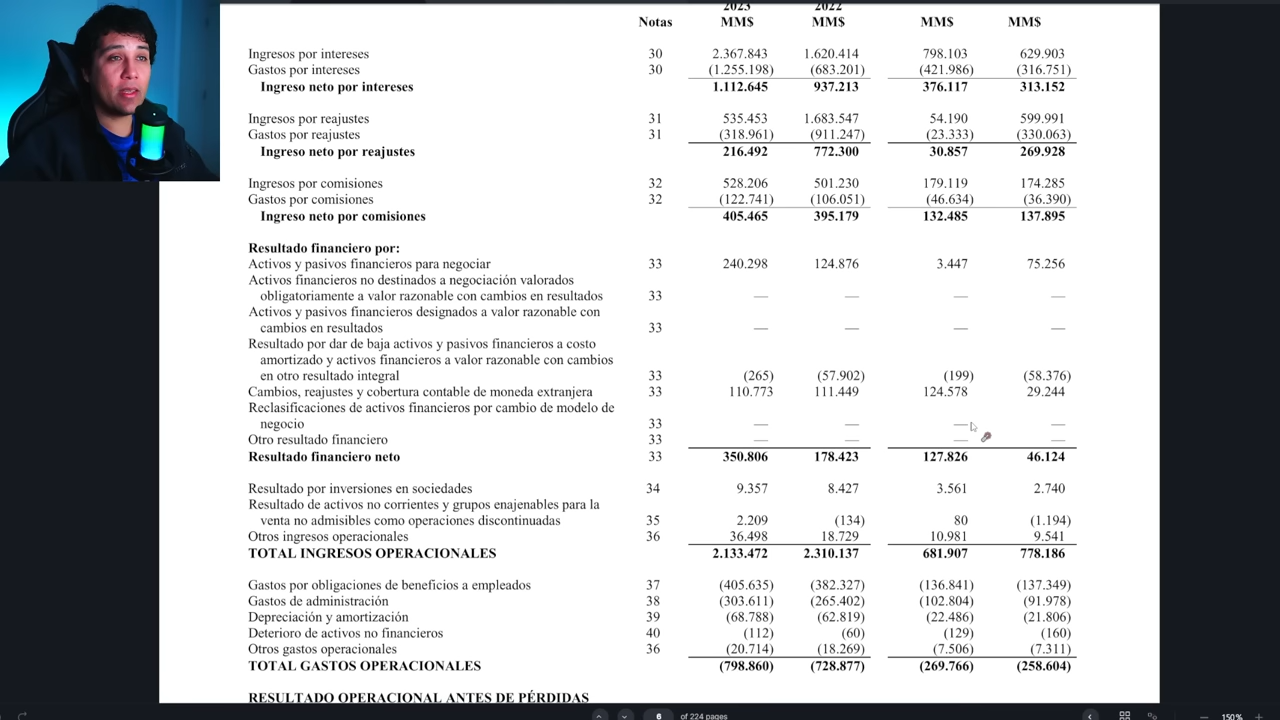 2023 2022
Notas MM$ MM$ MM$ MM$
Ingresos por intereses 30 2.367.843 1.620.414 798.103 629.903
Gastos por intereses 30 (1.255.198) (683.201) (421.986) (316.751)
Ingreso neto por intereses 1.112.645 937.213 376.117 313.152
Ingresos por reajustes 31 535.453 1.683.547 54.190 599.991
Gastos por reajustes 31 (318.961) (911.247) (23.333) (330.063)
Ingreso neto por reajustes 216.492 772.300 30.857 269.928
Ingresos por comisiones 32 528.206 501.230 179.119 174.285
Gastos por comisiones 32 (122.741) (106.051) (46.634) (36.390)
Ingreso neto por comisiones 405.465 395.179 132.485 137.895
Resultado financiero por:
Activos y pasivos financieros para negociar 33 240.298 124.876 3.447 75.256
Activos financieros no destinados a negociación valorados
obligatoriamente a valor razonable con cambios en resultados 33 — — — —
Activos y pasivos financieros designados a valor razonable con
cambios en resultados 33 — — — —
Resultado por dar de baja activos y pasivos financieros a costo
amortizado y activos financieros a valor razonable con cambios
en otro resultado integral 33 (265) (57.902) (199) (58.376)
Cambios, reajustes y cobertura contable de moneda extranjera 33 110.773 111.449 124.578 29.244
Reclasificaciones de activos financieros por cambio de modelo de
negocio 33 — — — —
Otro resultado financiero 33 — — — —
Resultado financiero neto 33 350.806 178.423 127.826 46.124
Resultado por inversiones en sociedades 34 9.357 8.427 3.561 2.740
Resultado de activos no corrientes y grupos enajenables para la
venta no admisibles como operaciones discontinuadas 35 2.209 (134) 80 (1.194)
Otros ingresos operacionales 36 36.498 18.729 10.981 9.541
TOTAL INGRESOS OPERACIONALES 2.133.472 2.310.137 681.907 778.186
Gastos por obligaciones de beneficios a empleados 37 (405.635) (382.327) (136.841) (137.349)
Gastos de administración 38 (303.611) (265.402) (102.804) (91.978)
Depreciación y amortización 39 (68.788) (62.819) (22.486) (21.806)
Deterioro de activos no financieros 40 (112) (60) (129) (160)
Otros gastos operacionales 36 (20.714) (18.269) (7.506) (7.311)
TOTAL GASTOS OPERACIONALES (798.860) (728.877) (269.766) (258.604)
RESULTADO OPERACIONAL ANTES DE PÉRDIDAS
6 of 224 pages 150%